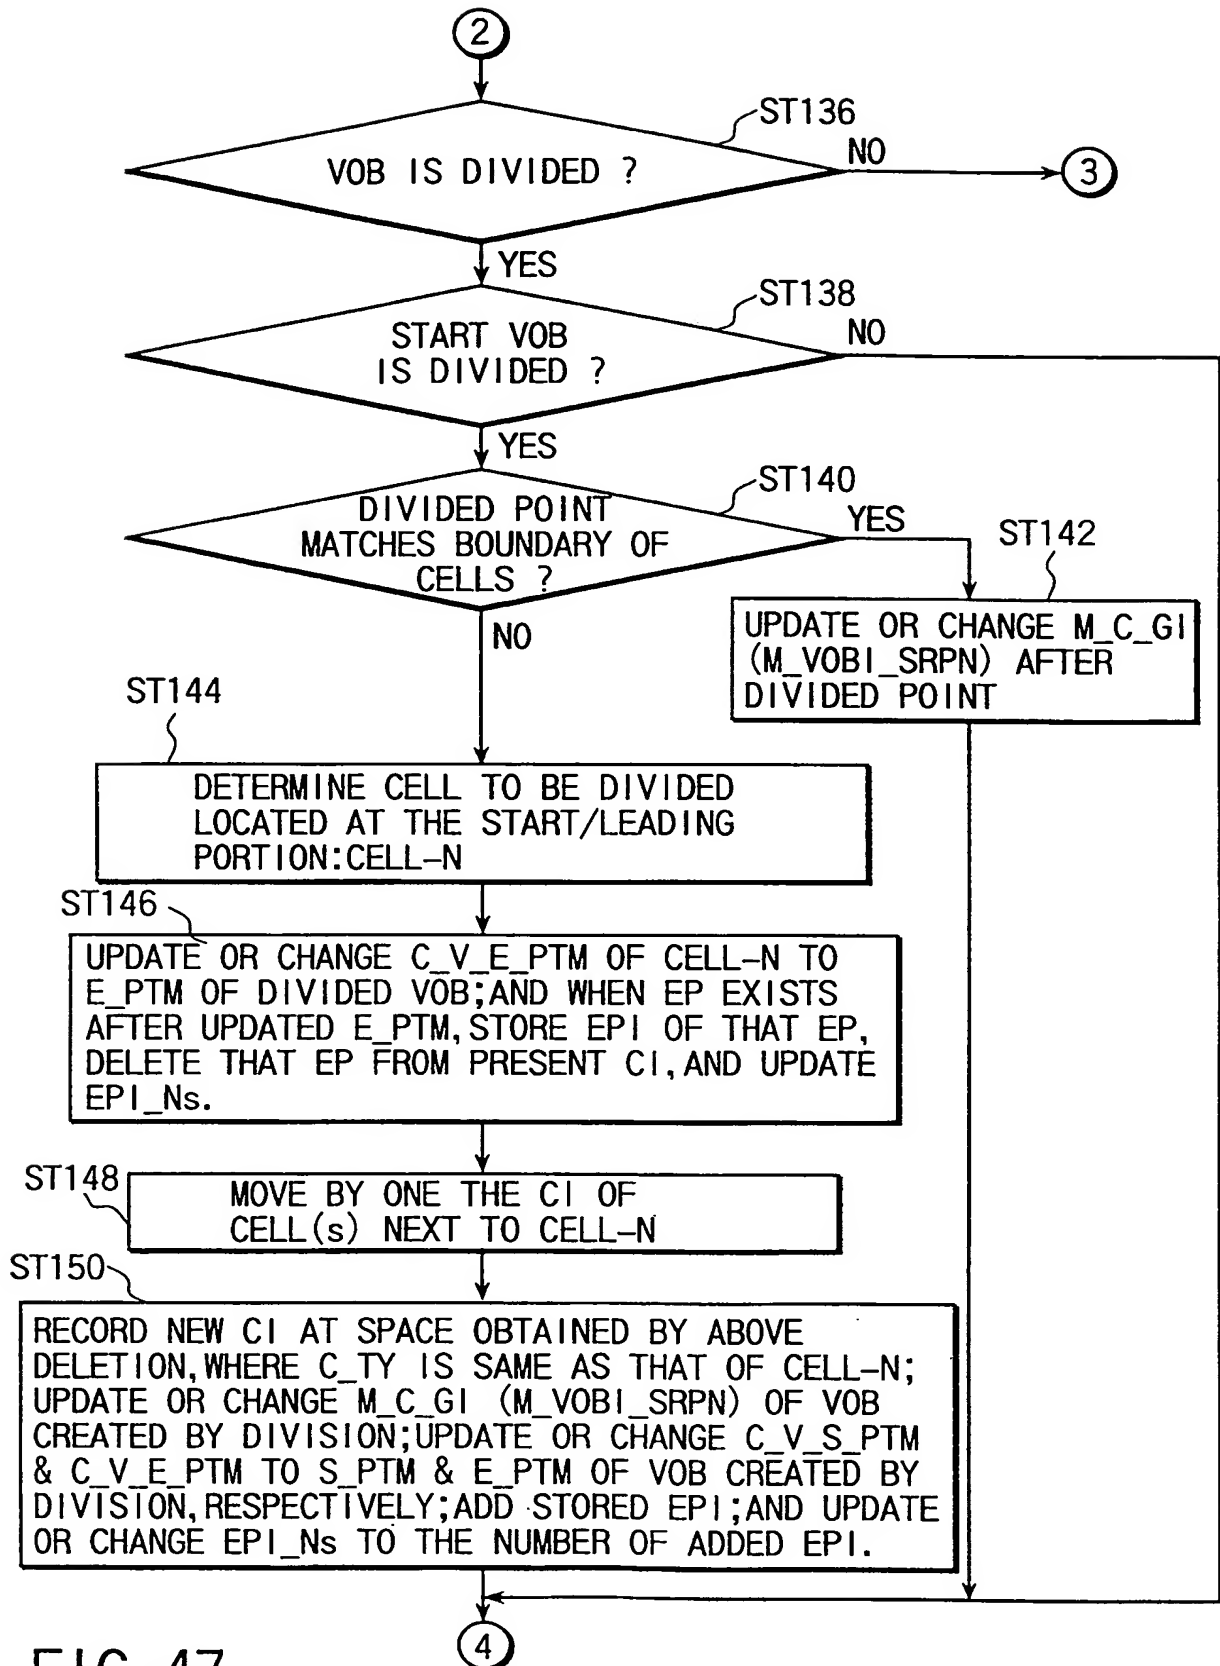 2
ST136
VOB IS DIVIDED ?
NO
3
YES
ST138
START VOB
IS DIVIDED ?
NO
YES
ST140
DIVIDED POINT
MATCHES BOUNDARY OF
CELLS ?
YES
ST142
NO
UPDATE OR CHANGE M_C_GI
(M_VOBI_SRPN) AFTER
DIVIDED POINT
ST144
DETERMINE CELL TO BE DIVIDED
LOCATED AT THE START/LEADING
PORTION:CELL-N
ST146
UPDATE OR CHANGE C_V_E_PTM OF CELL-N TO
E_PTM OF DIVIDED VOB;AND WHEN EP EXISTS
AFTER UPDATED E_PTM,STORE EPI OF THAT EP,
DELETE THAT EP FROM PRESENT CI,AND UPDATE
EPI_Ns.
ST148
MOVE BY ONE THE CI OF
CELL(s) NEXT TO CELL-N
ST150
RECORD NEW CI AT SPACE OBTAINED BY ABOVE
DELETION,WHERE C_TY IS SAME AS THAT OF CELL-N;
UPDATE OR CHANGE M_C_GI (M_VOBI_SRPN) OF VOB
CREATED BY DIVISION;UPDATE OR CHANGE C_V_S_PTM
& C_V_E_PTM TO S_PTM & E_PTM OF VOB CREATED BY
DIVISION,RESPECTIVELY;ADD STORED EPI;AND UPDATE
OR CHANGE EPI_Ns TO THE NUMBER OF ADDED EPI.
4
FIG.47